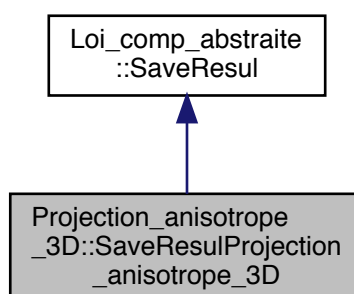 Loi_comp_abstraite
::SaveResul
Projection_anisotrope
_3D::SaveResulProjection
_anisotrope_3D